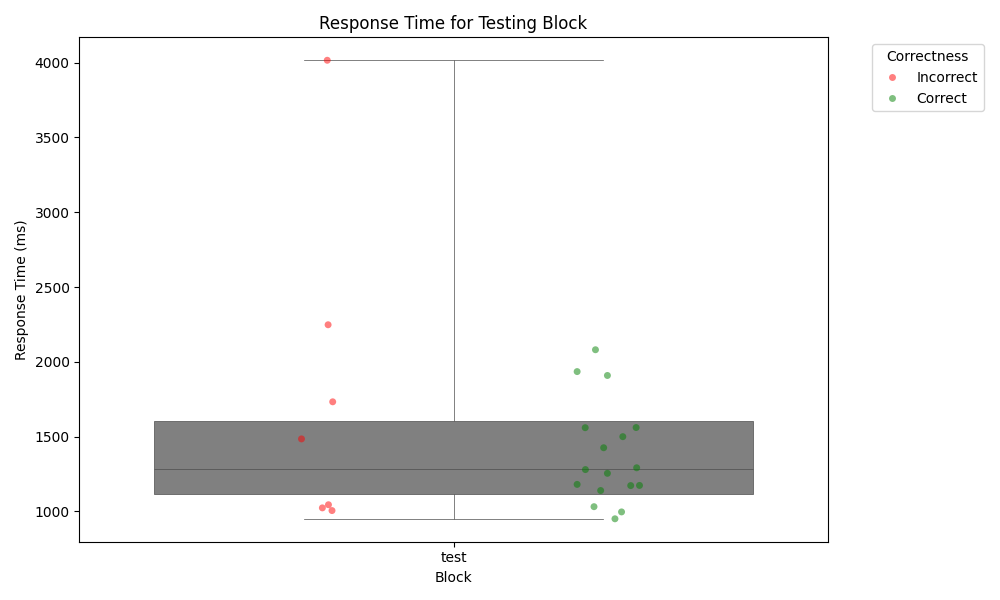 Response Time for Testing Block
Correctness
Incorrect
Correct
Response Time (ms)
4000
3500
3000
2500
2000
1500
1000
test
Block